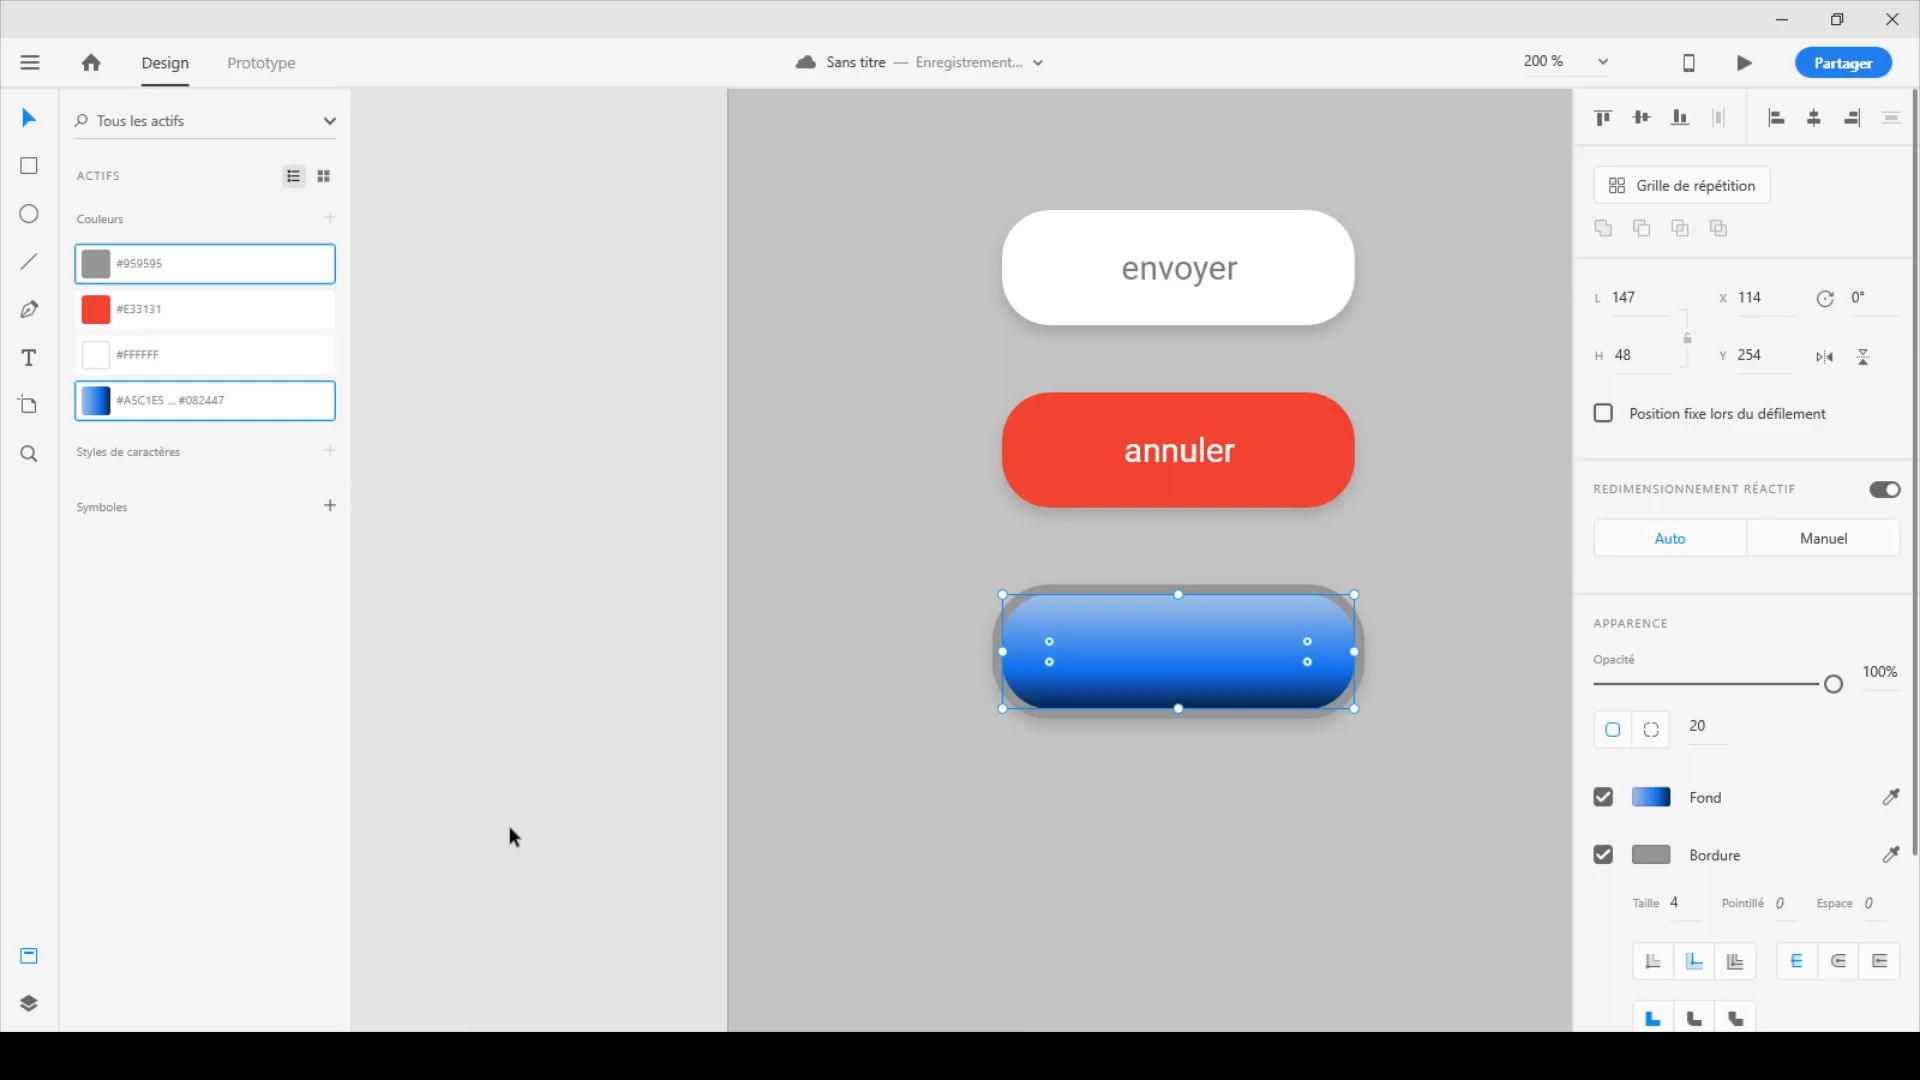 Design
Prototype
Sans titre — Enregistrement...
200 %
Partager
Tous les actifs
ACTIFS
Couleurs
#959595
#E33131
#FFFFFF
#A5C1E5 ... #082447
Styles de caractères
Symboles
envoyer
annuler
Grille de répétition
L 147
X 114
0°
H 48
Y 254
Position fixe lors du défilement
REDIMENSIONNEMENT RÉACTIF
Auto
Manuel
APPARENCE
Opacité
100%
20
Fond
Bordure
Taille 4
Pointillé 0
Espace 0